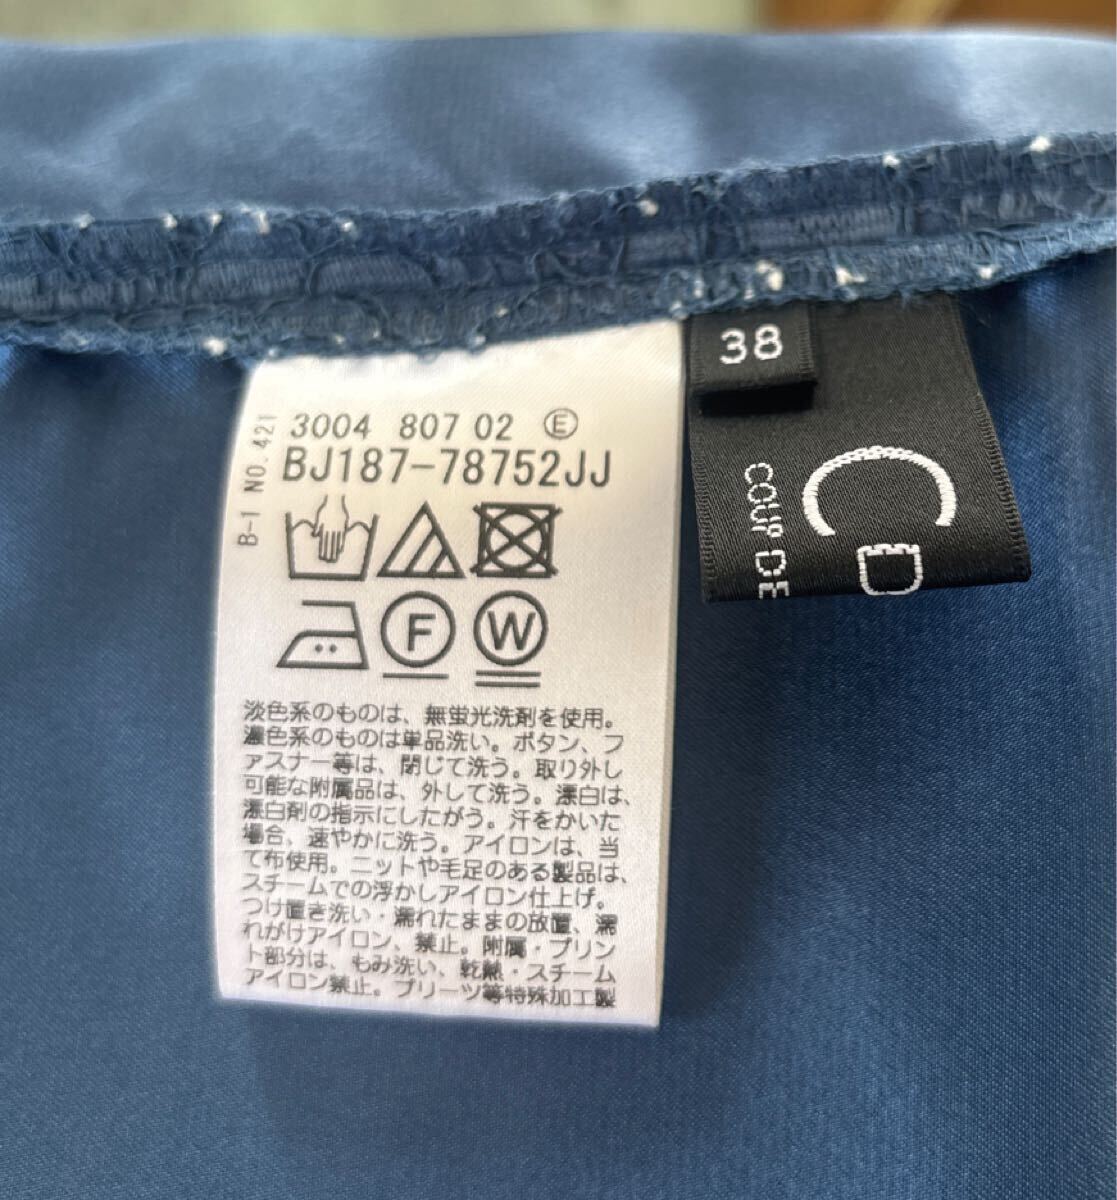 3004 807 02 Ⓔ
BJ187-78752JJ
B-1 NO.421
F
W
淡色系のものは、無蛍光洗剤を使用。
濃色系のものは単品洗い。ボタン、フ
ァスナー等は、閉じて洗う。取り外し
可能な附属品は、外して洗う。漂白は、
漂白剤の指示にしたがう。汗をかいた
場合、速やかに洗う。アイロンは、当
て布使用。ニットや毛足のある製品は、
スチームでの浮かしアイロン仕上げ。
つけ置き洗い・濡れたままの放置、濡
れがけアイロン、禁止。附属・プリン
ト部分は、もみ洗い、乾熱・スチーム
アイロン禁止。プリーツ等特殊加工製
38
C D
COUP DE